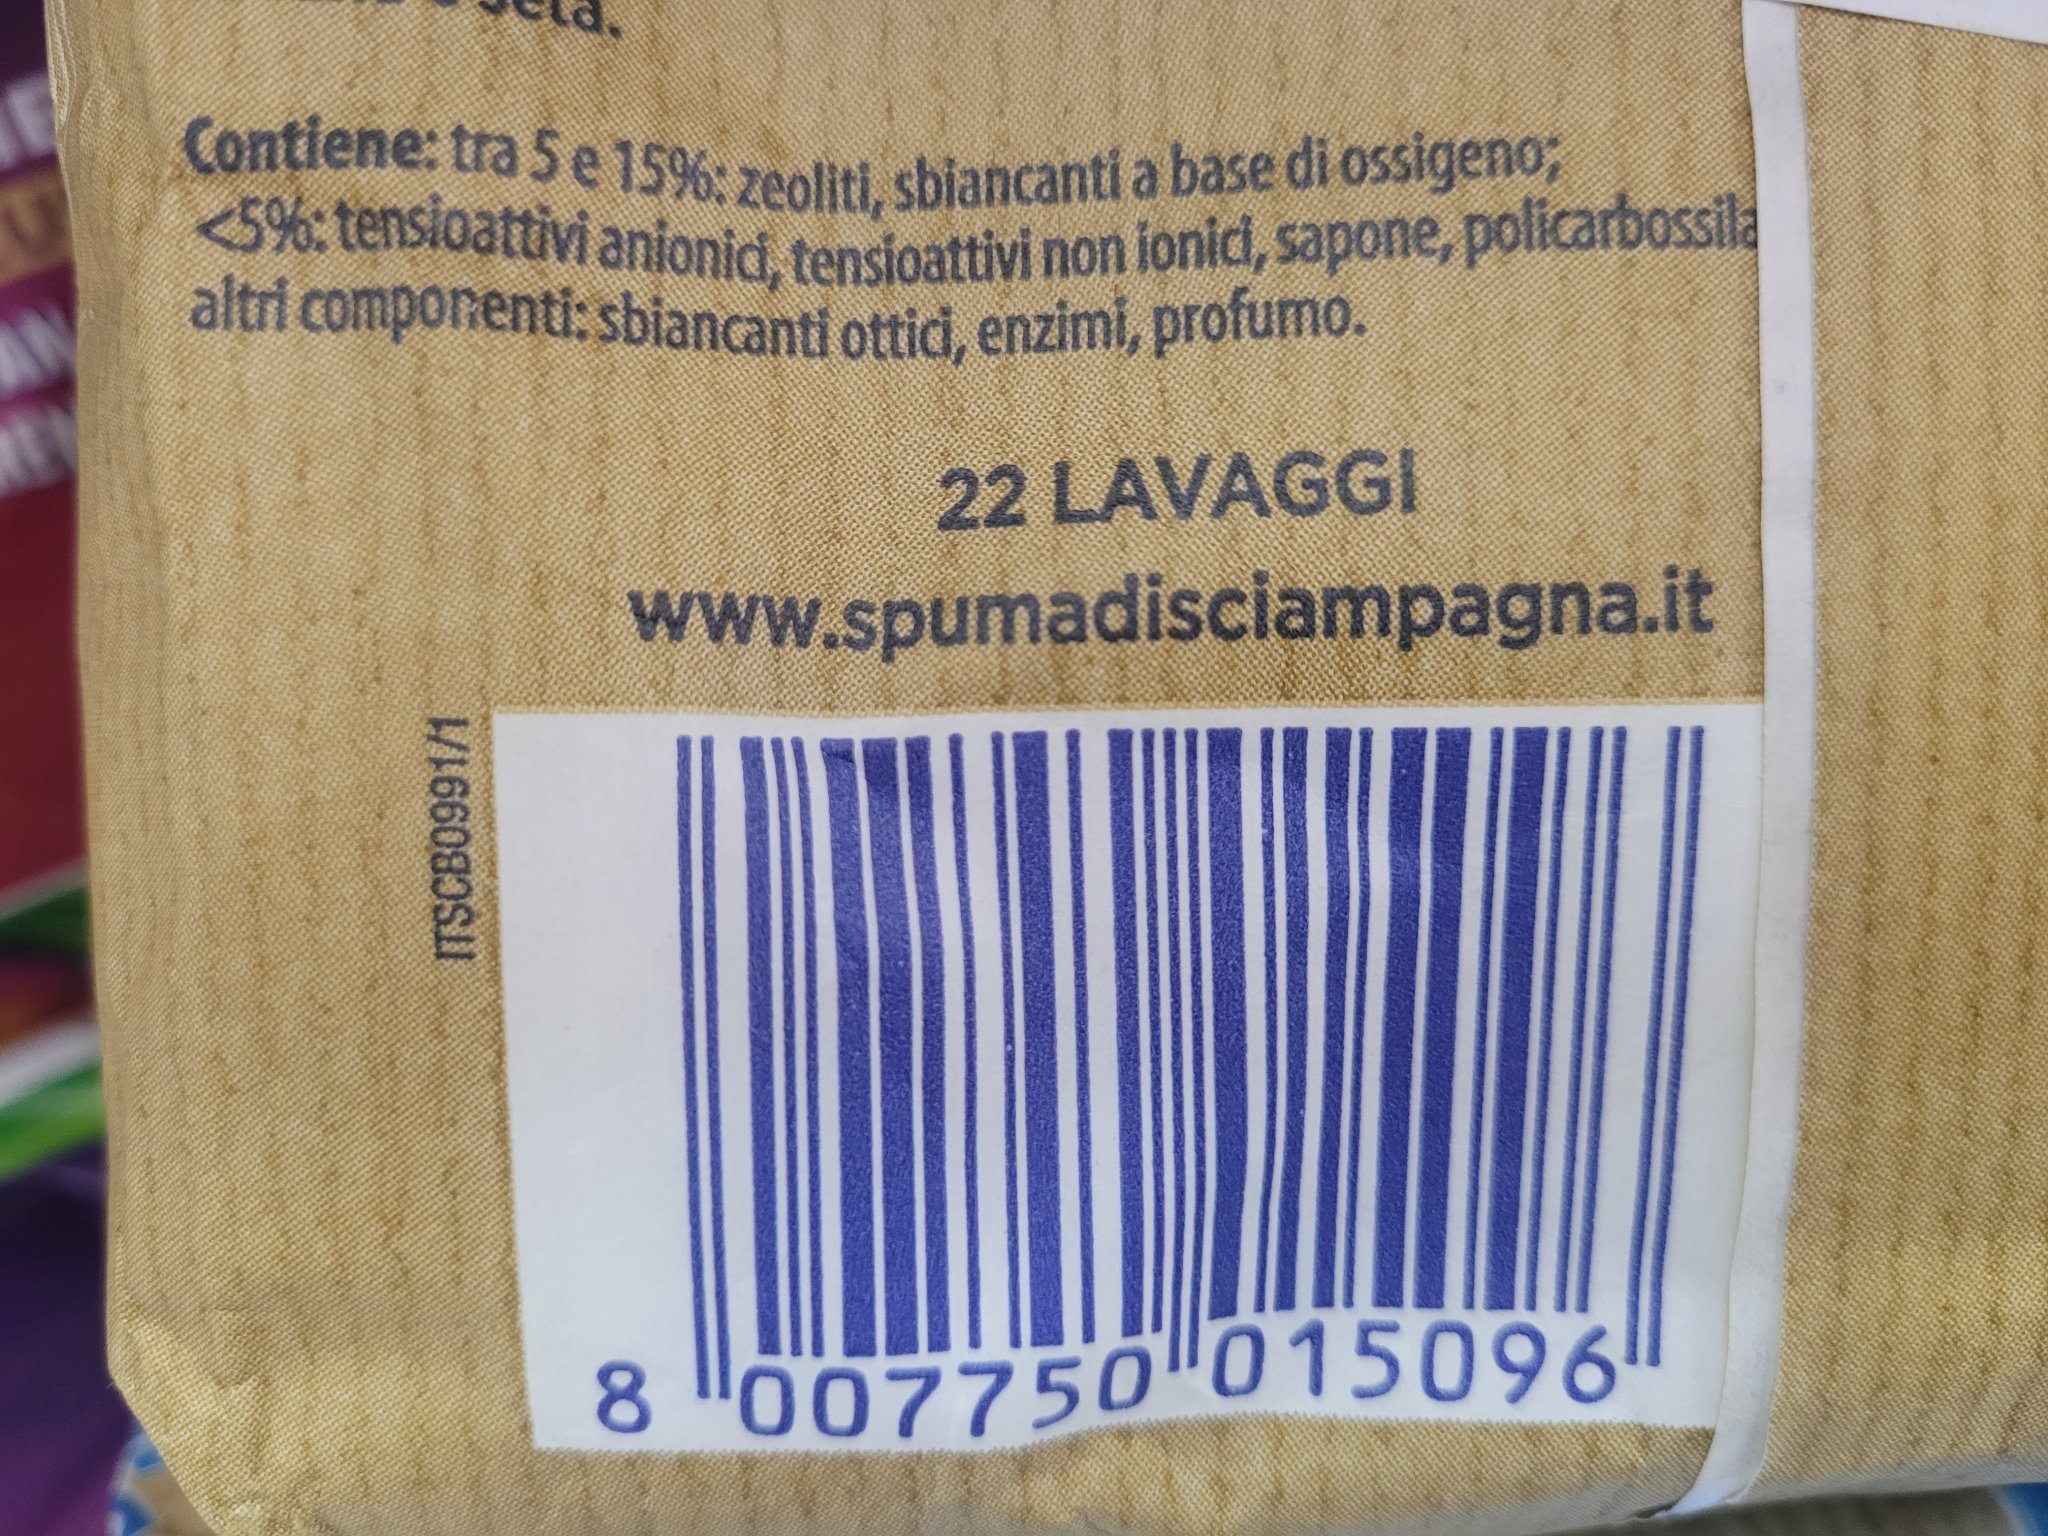 seta.
Contiene: tra 5 e 15%: zeoliti, sbiancanti a base di ossigeno;
<5%: tensioattivi anionici, tensioattivi non ionici, sapone, policarbossila
altri componenti: sbiancanti ottici, enzimi, profumo.
22 LAVAGGI
www.spumadisciampagna.it
ITSCB0991/1
8 007750 015096